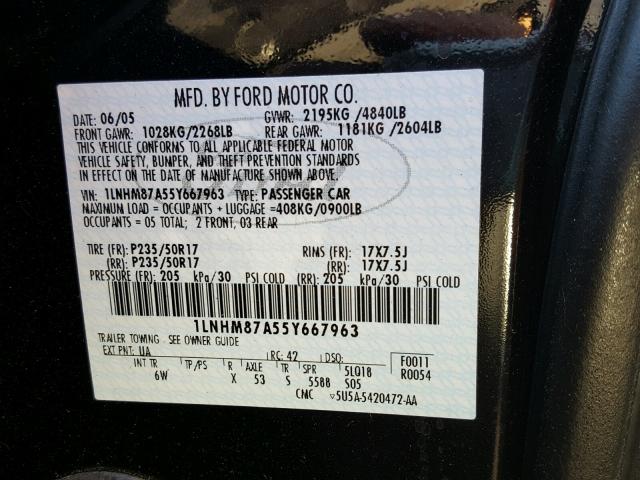 MFD. BY FORD MOTOR CO.
DATE: 06/05 GVWR: 2195KG /4840LB
FRONT GAWR: 1028KG/2268LB REAR GAWR: 1181KG /2604LB
THIS VEHICLE CONFORMS TO ALL APPLICABLE FEDERAL MOTOR
VEHICLE SAFETY, BUMPER, AND THEFT PREVENTION STANDARDS
IN EFFECT ON THE DATE OF MANUFACTURE SHOWN ABOVE.
VIN: 1LNHM87A55Y667963 TYPE: PASSENGER CAR
MAXIMUM LOAD = OCCUPANTS + LUGGAGE =408KG/0900LB
OCCUPANTS = 05 TOTAL; 2 FRONT, 03 REAR
TIRE (FR): P235/50R17 RIMS (FR): 17X7.5J
(RR): P235/50R17 (RR): 17X7.5J
PRESSURE (FR): 205 kPa/30 PSI COLD (RR): 205 kPa/30 PSI COLD
1LNHM87A55Y667963
TRAILER TOWING - SEE OWNER GUIDE
EXT PNT: UA RC: 42 DSO: F0011
INT TR TP/PS R AXLE TR SPR 5LQ18 R0054
6W X 53 S 5588 S05
CMC ▽5U5A-5420472-AA